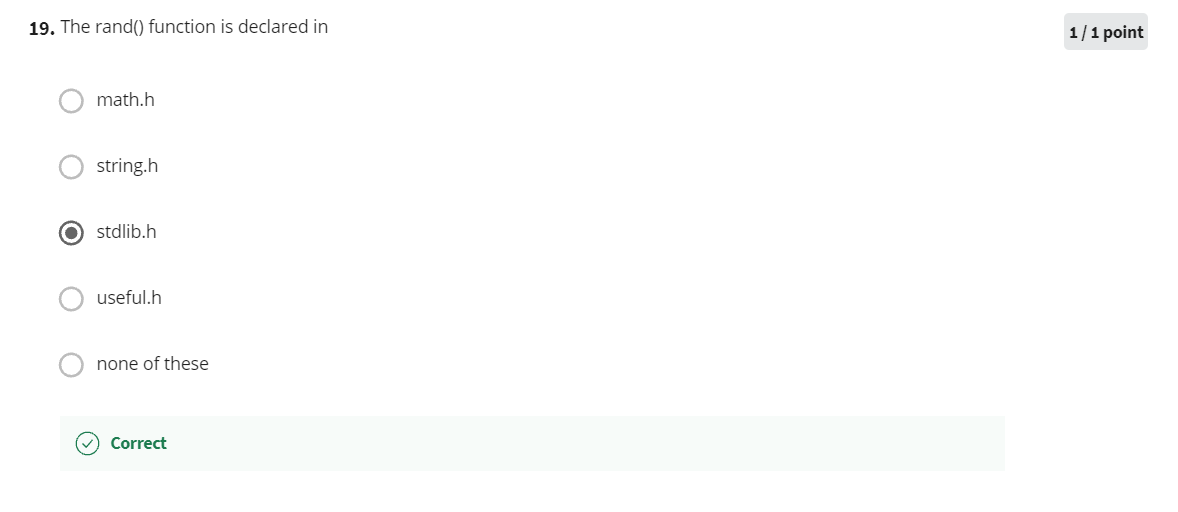 19. The rand() function is declared in
1 / 1 point
math.h
string.h
stdlib.h
useful.h
none of these
Correct